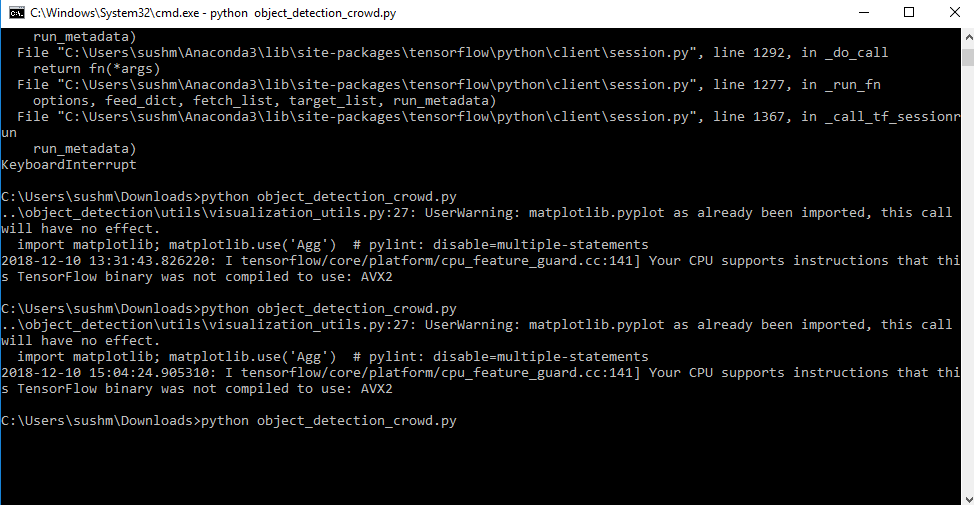 C:\Windows\System32\cmd.exe - python  object_detection_crowd.py
    run_metadata)
  File "C:\Users\sushm\Anaconda3\lib\site-packages\tensorflow\python\client\session.py", line 1292, in _do_call
    return fn(*args)
  File "C:\Users\sushm\Anaconda3\lib\site-packages\tensorflow\python\client\session.py", line 1277, in _run_fn
    options, feed_dict, fetch_list, target_list, run_metadata)
  File "C:\Users\sushm\Anaconda3\lib\site-packages\tensorflow\python\client\session.py", line 1367, in _call_tf_sessionr
un
    run_metadata)
KeyboardInterrupt
C:\Users\sushm\Downloads>python object_detection_crowd.py
..\object_detection\utils\visualization_utils.py:27: UserWarning: matplotlib.pyplot as already been imported, this call
will have no effect.
  import matplotlib; matplotlib.use('Agg')  # pylint: disable=multiple-statements
2018-12-10 13:31:43.826220: I tensorflow/core/platform/cpu_feature_guard.cc:141] Your CPU supports instructions that thi
s TensorFlow binary was not compiled to use: AVX2
C:\Users\sushm\Downloads>python object_detection_crowd.py
..\object_detection\utils\visualization_utils.py:27: UserWarning: matplotlib.pyplot as already been imported, this call
will have no effect.
  import matplotlib; matplotlib.use('Agg')  # pylint: disable=multiple-statements
2018-12-10 15:04:24.905310: I tensorflow/core/platform/cpu_feature_guard.cc:141] Your CPU supports instructions that thi
s TensorFlow binary was not compiled to use: AVX2
C:\Users\sushm\Downloads>python object_detection_crowd.py